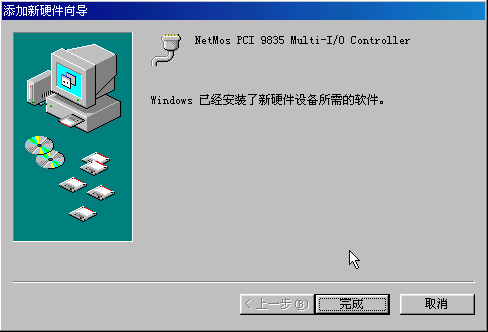 添加新硬件向导
NetMos PCI 9835 Multi-I/O Controller
Windows 已经安装了新硬件设备所需的软件。
< 上一步(B)
完成
取消